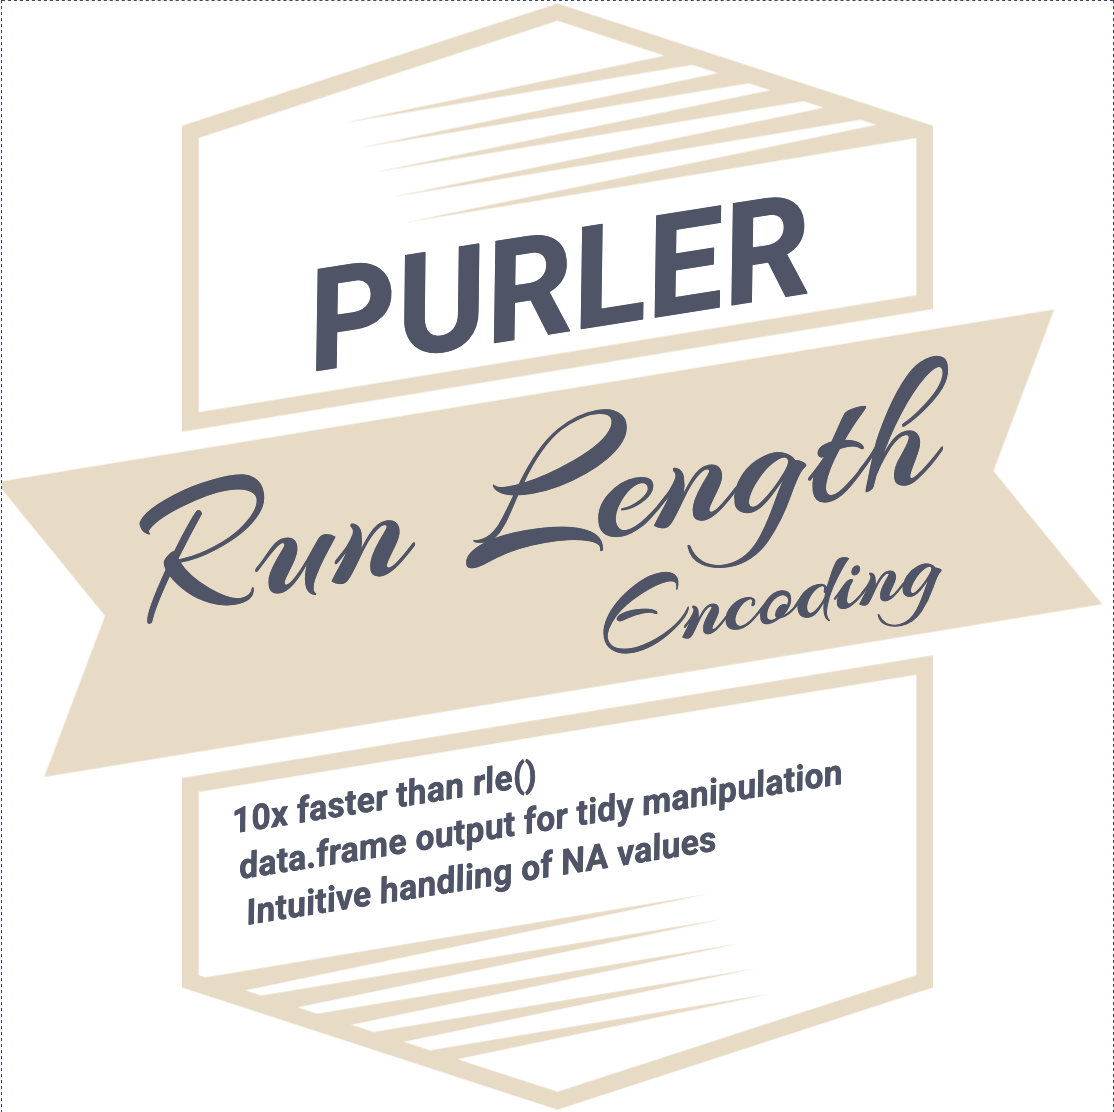 PURLER
Run Length
Encoding
10x faster than rle()
data.frame output for tidy manipulation
Intuitive handling of NA values